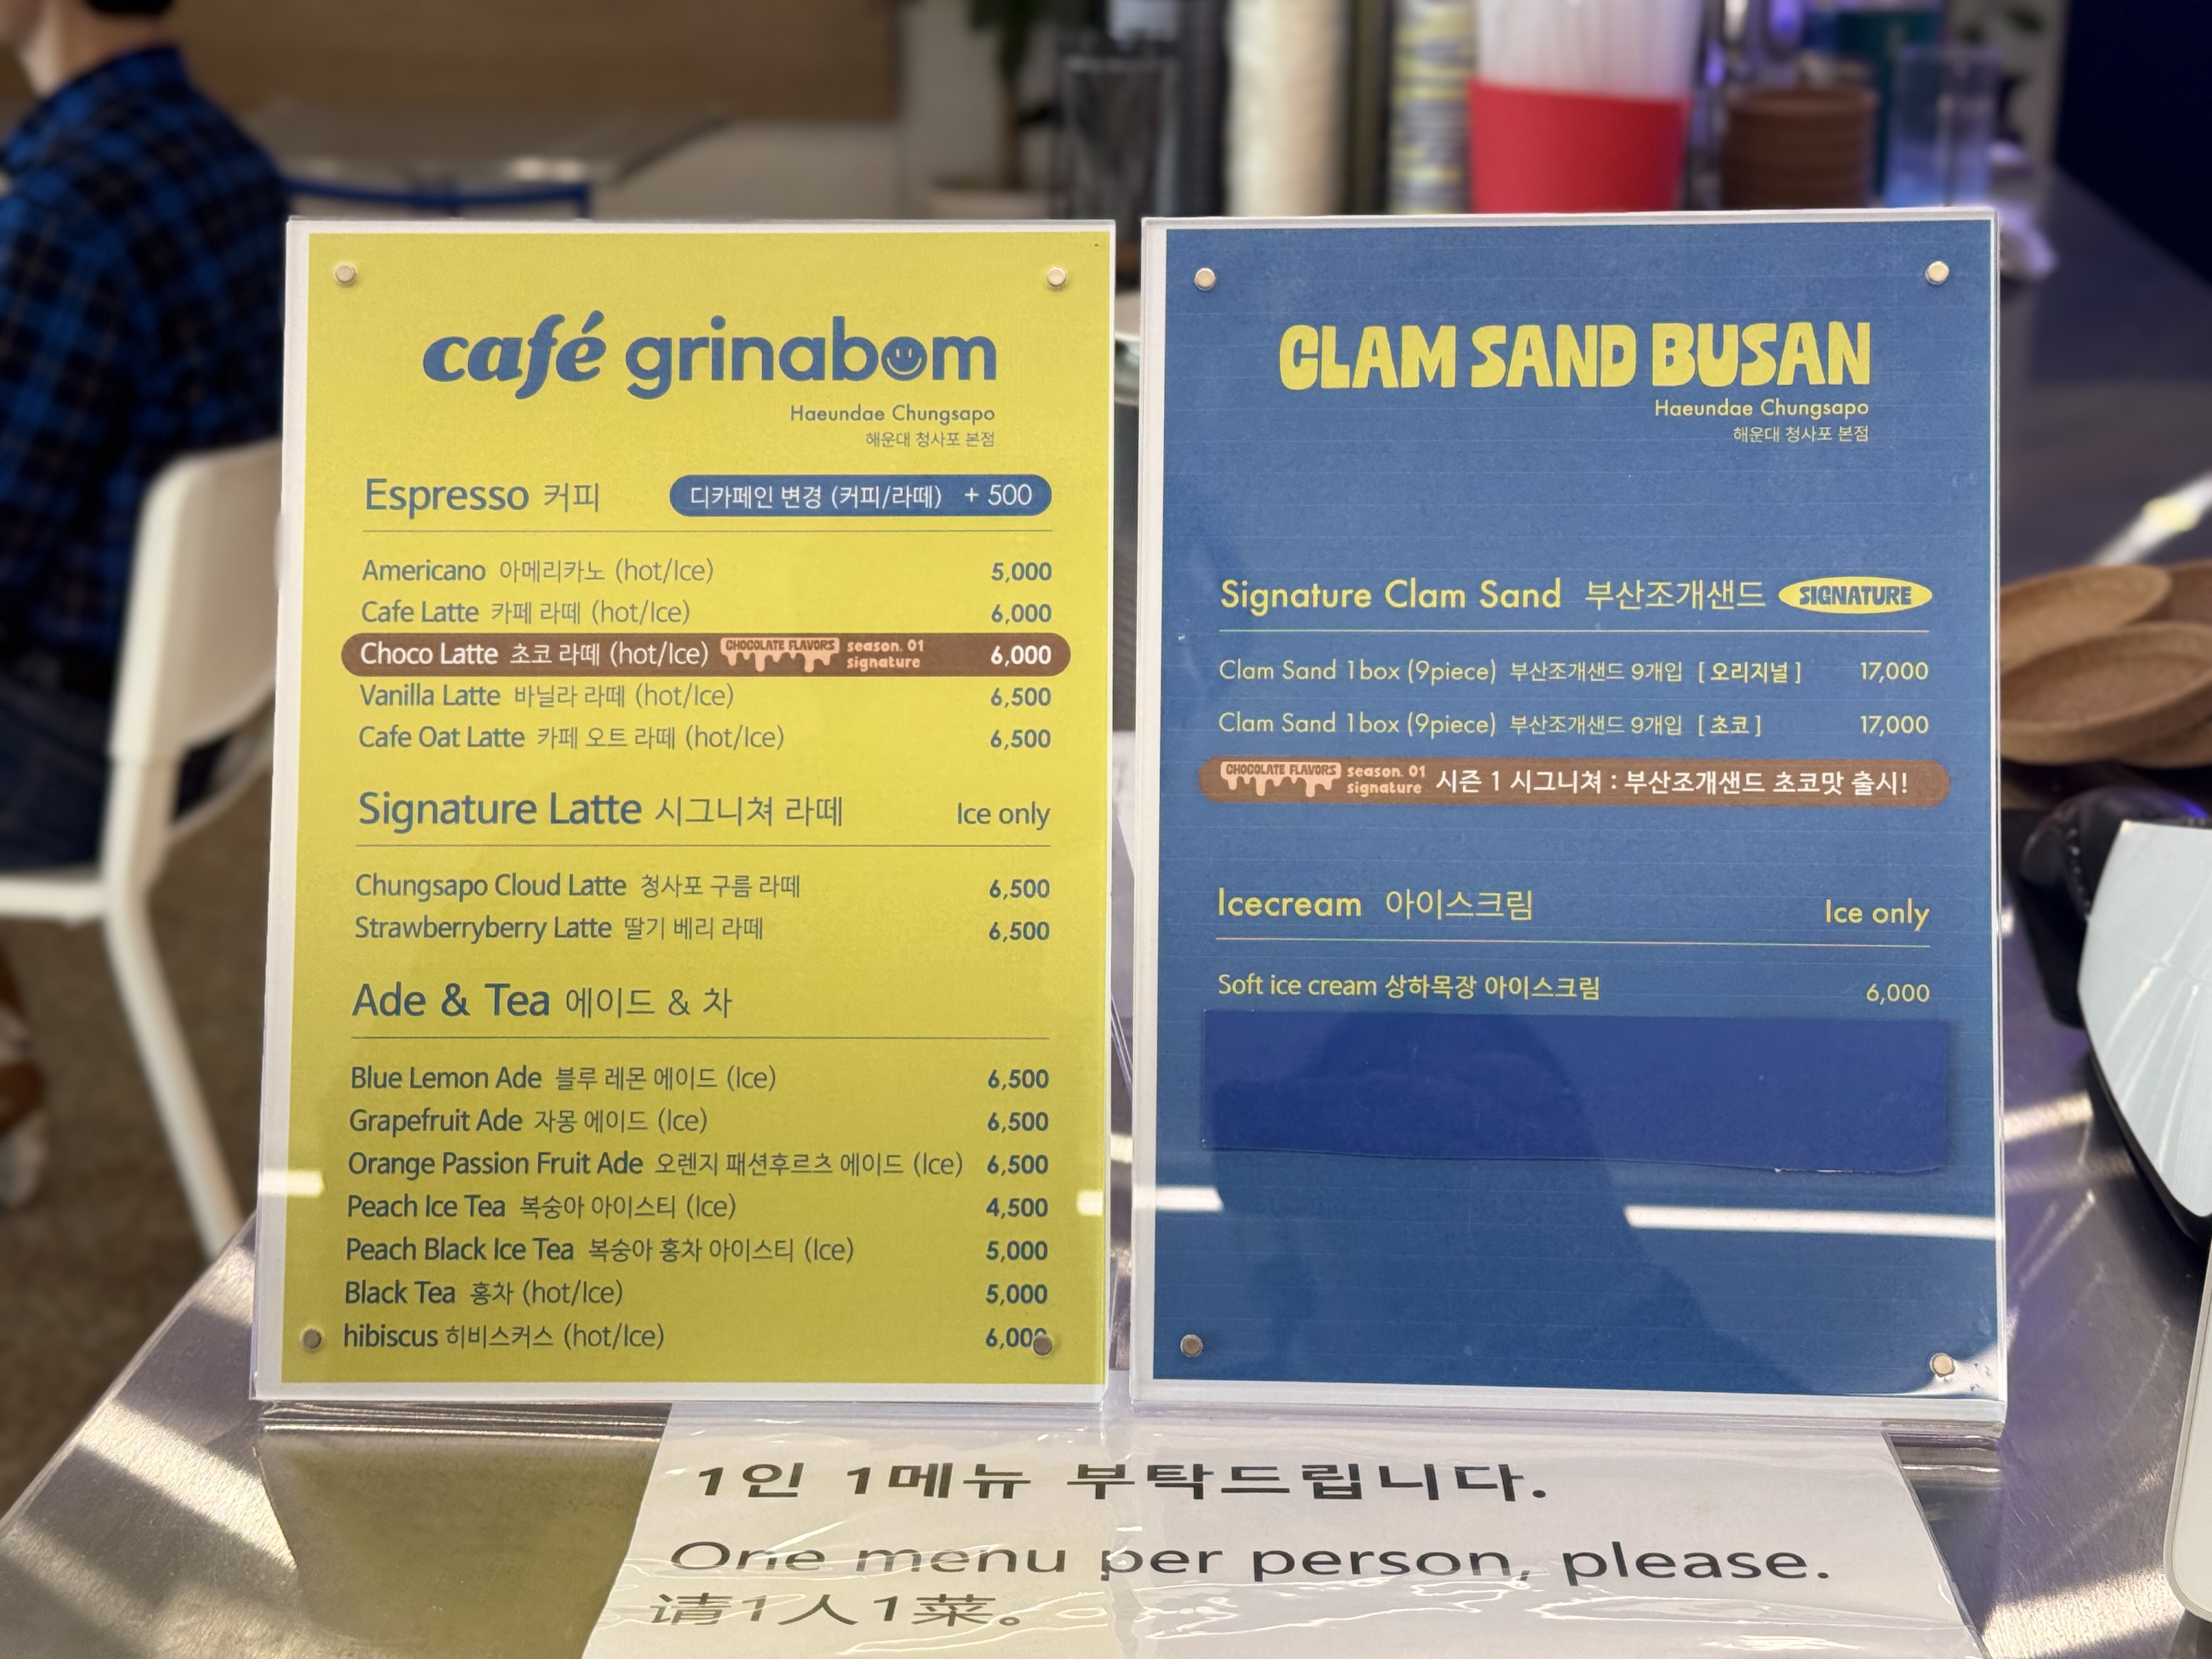 café grinabom
Haeundae Chungsapo
해운대 청사포 본점
Espresso 커피 디카페인 변경 (커피/라떼) + 500
Americano 아메리카노 (hot/Ice) 5,000
Cafe Latte 카페 라떼 (hot/Ice) 6,000
Choco Latte 초코 라떼 (hot/Ice) CHOCOLATE FLAVORS season. 01 signature 6,000
Vanilla Latte 바닐라 라떼 (hot/Ice) 6,500
Cafe Oat Latte 카페 오트 라떼 (hot/Ice) 6,500
Signature Latte 시그니쳐 라떼 Ice only
Chungsapo Cloud Latte 청사포 구름 라떼 6,500
Strawberryberry Latte 딸기 베리 라떼 6,500
Ade & Tea 에이드 & 차
Blue Lemon Ade 블루 레몬 에이드 (Ice) 6,500
Grapefruit Ade 자몽 에이드 (Ice) 6,500
Orange Passion Fruit Ade 오렌지 패션후르츠 에이드 (Ice) 6,500
Peach Ice Tea 복숭아 아이스티 (Ice) 4,500
Peach Black Ice Tea 복숭아 홍차 아이스티 (Ice) 5,000
Black Tea 홍차 (hot/Ice) 5,000
hibiscus 히비스커스 (hot/Ice) 6,000
CLAM SAND BUSAN
Haeundae Chungsapo
해운대 청사포 본점
Signature Clam Sand 부산조개샌드 SIGNATURE
Clam Sand 1box (9piece) 부산조개샌드 9개입 [ 오리지널 ] 17,000
Clam Sand 1box (9piece) 부산조개샌드 9개입 [ 초코 ] 17,000
CHOCOLATE FLAVORS season. 01 signature 시즌 1 시그니쳐 : 부산조개샌드 초코맛 출시!
Icecream 아이스크림 Ice only
Soft ice cream 상하목장 아이스크림 6,000
1인 1메뉴 부탁드립니다.
One menu per person, please.
请1人1菜。